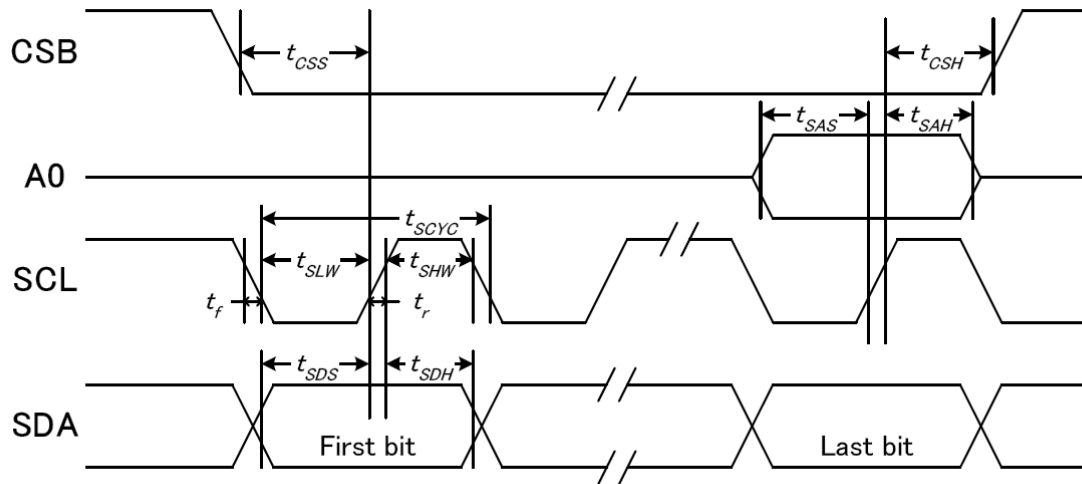 CSB
tCSS
tCSH
A0
tSAS
tSAH
SCL
tSCYC
tSLW
tSHW
tf
tr
SDA
tSDS
tSDH
First bit
Last bit